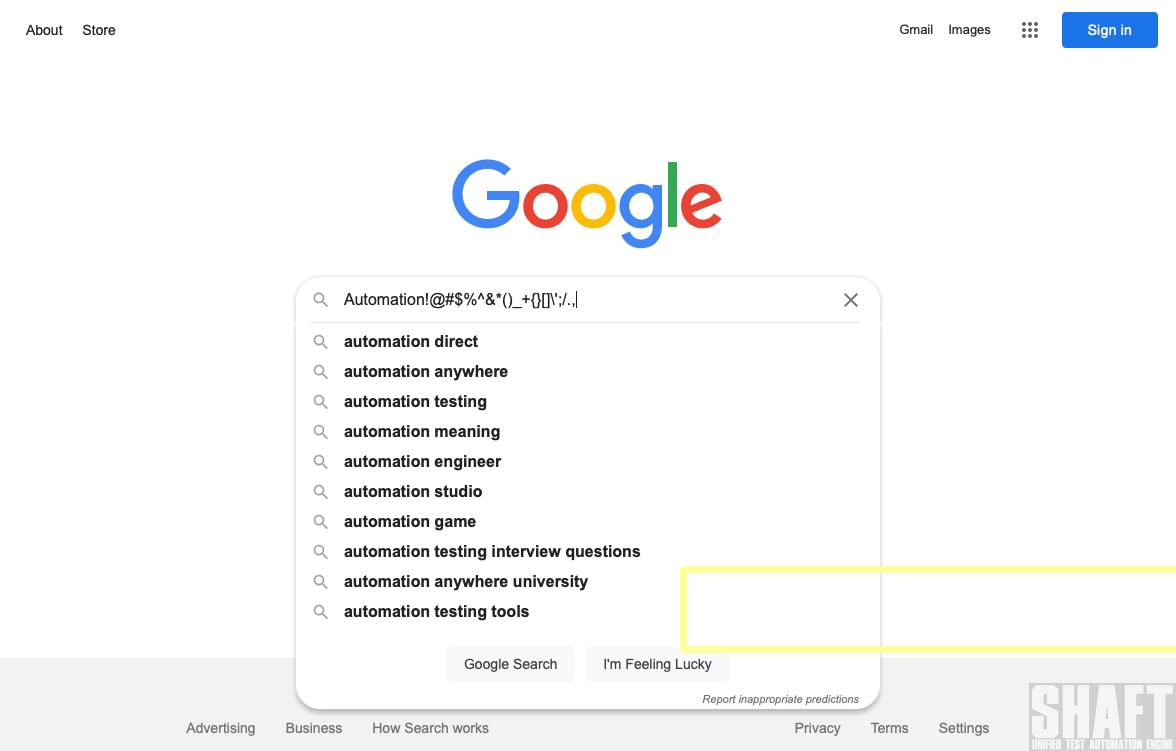 About Store Gmail Images Sign in
Google
Automation!@#$%^&*()_+{}[]\';/.,
automation direct
automation anywhere
automation testing
automation meaning
automation engineer
automation studio
automation game
automation testing interview questions
automation anywhere university
automation testing tools
Google Search I'm Feeling Lucky
Report inappropriate predictions
Advertising Business How Search works Privacy Terms Settings
SHAFT
UNIFIED TEST AUTOMATION ENGINE